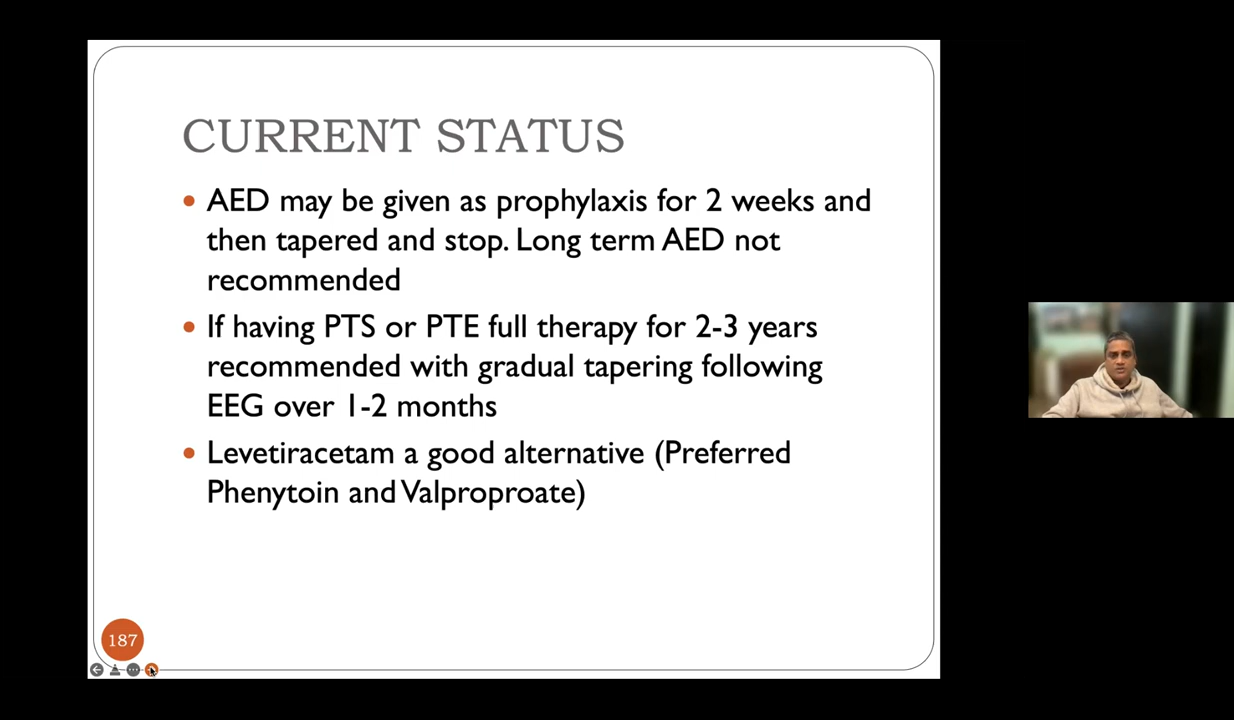 CURRENT STATUS
AED may be given as prophylaxis for 2 weeks and
then tapered and stop. Long term AED not
recommended
If having PTS or PTE full therapy for 2-3 years
recommended with gradual tapering following
EEG over 1-2 months
Levetiracetam a good alternative (Preferred
Phenytoin and Valproproate)
187